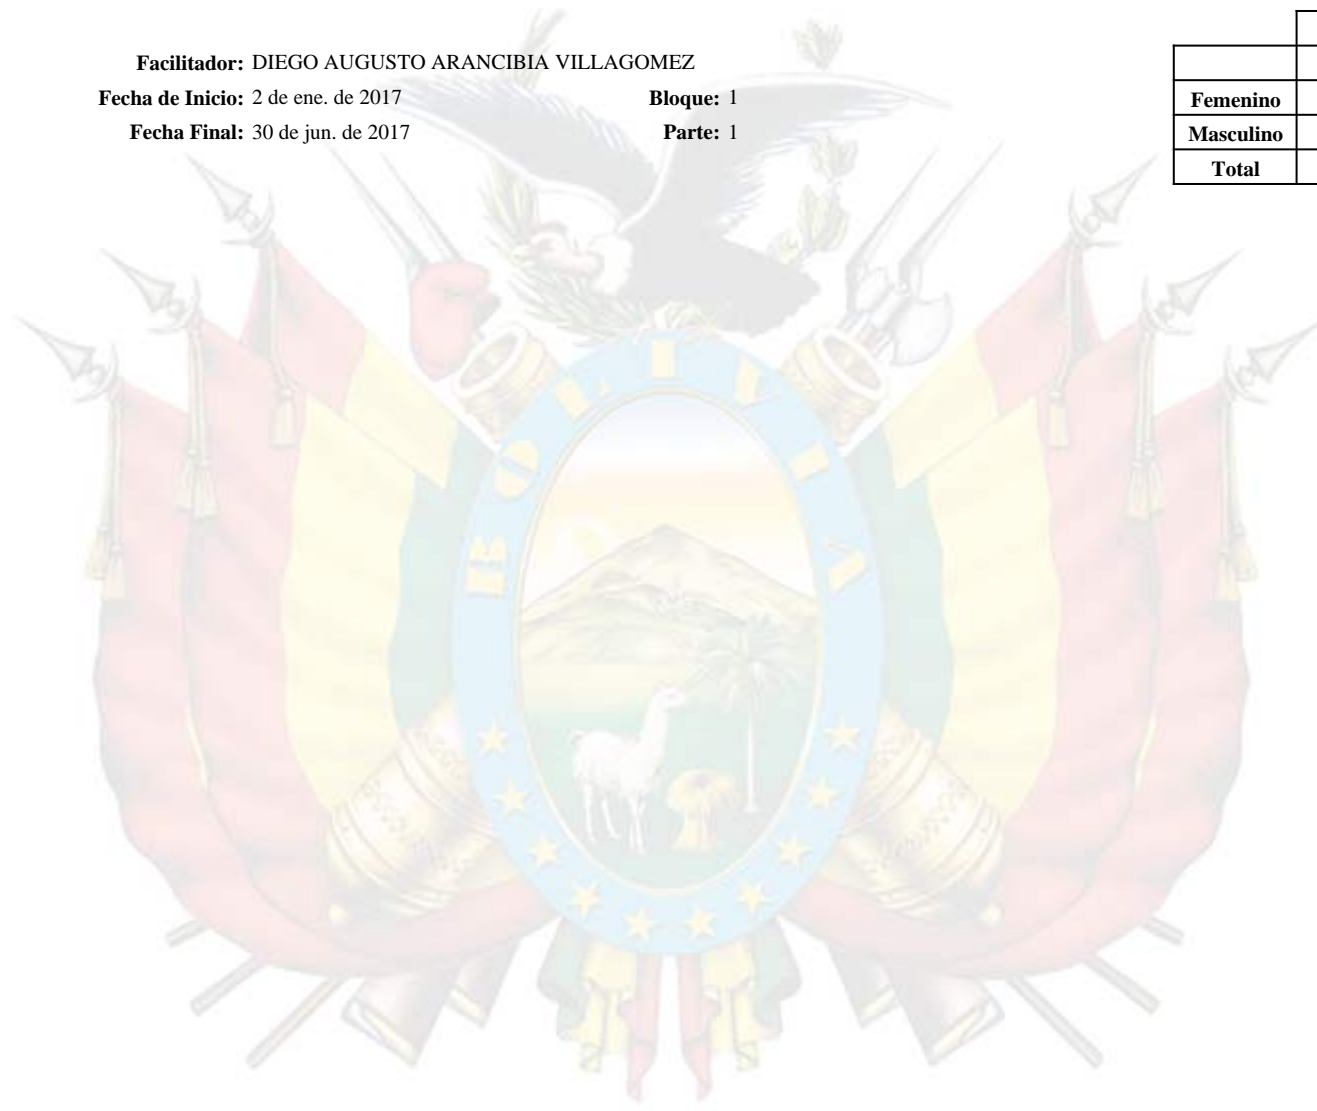 Facilitador: DIEGO AUGUSTO ARANCIBIA VILLAGOMEZ
Fecha de Inicio: 2 de ene. de 2017 Bloque: 1
Fecha Final: 30 de jun. de 2017 Parte: 1
Femenino
Masculino
Total
BOLIVIA